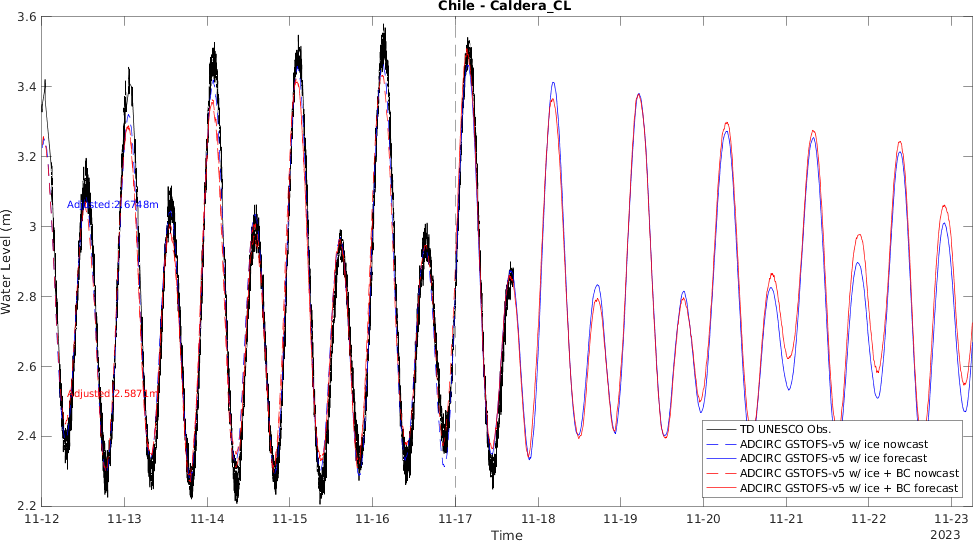 Chile - Caldera_CL
3.6
3.4
3.2
3
2.8
2.6
2.4
2.2
Water Level (m)
Adjusted:2.6748m
TD UNESCO Obs.
ADCIRC GSTOFS-v5 w/ ice nowcast
ADCIRC GSTOFS-v5 w/ ice forecast
ADCIRC GSTOFS-v5 w/ ice + BC nowcast
ADCIRC GSTOFS-v5 w/ ice + BC forecast
11-12
11-13
11-14
11-15
11-16
11-17
11-18
11-19
11-20
11-21
11-22
11-23
2023
Time